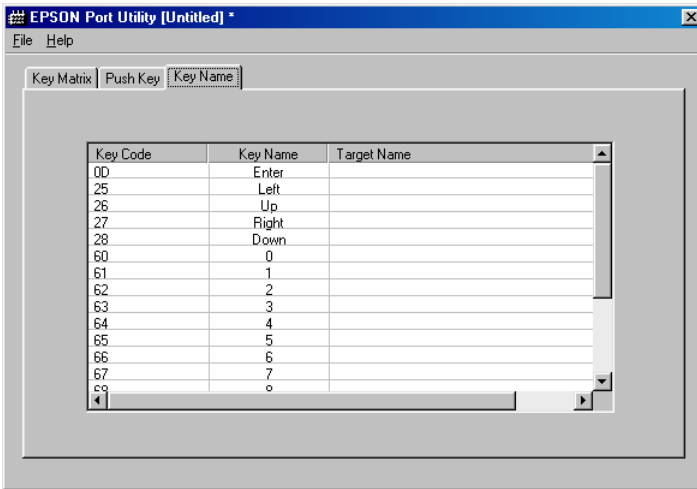 EPSON Port Utility [Untitled] *
File Help
Key Matrix Push Key Key Name
Key Code Key Name Target Name
0D Enter
25 Left
26 Up
27 Right
28 Down
60 0
61 1
62 2
63 3
64 4
65 5
66 6
67 7